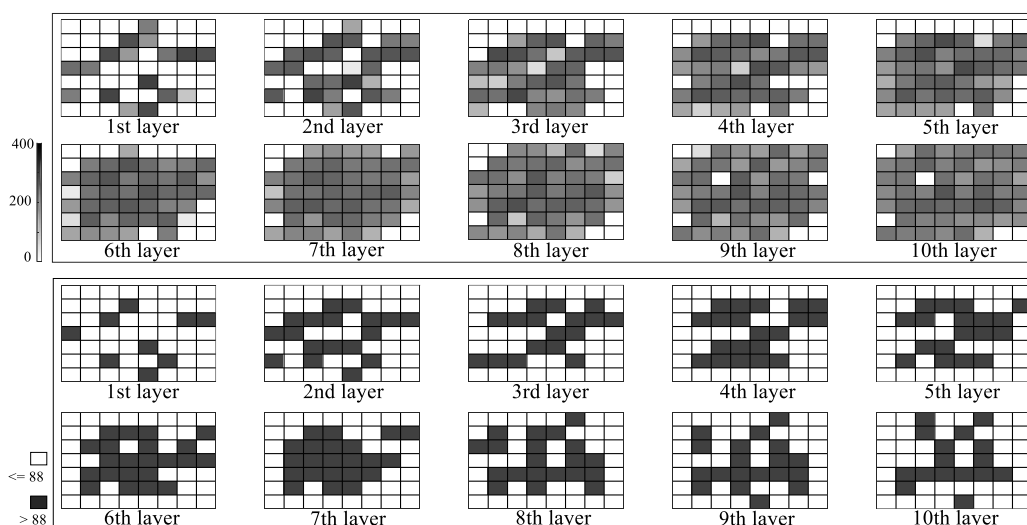 1st layer 2nd layer 3rd layer 4th layer 5th layer
400
200
0
6th layer 7th layer 8th layer 9th layer 10th layer
1st layer 2nd layer 3rd layer 4th layer 5th layer
<= 88
> 88
6th layer 7th layer 8th layer 9th layer 10th layer